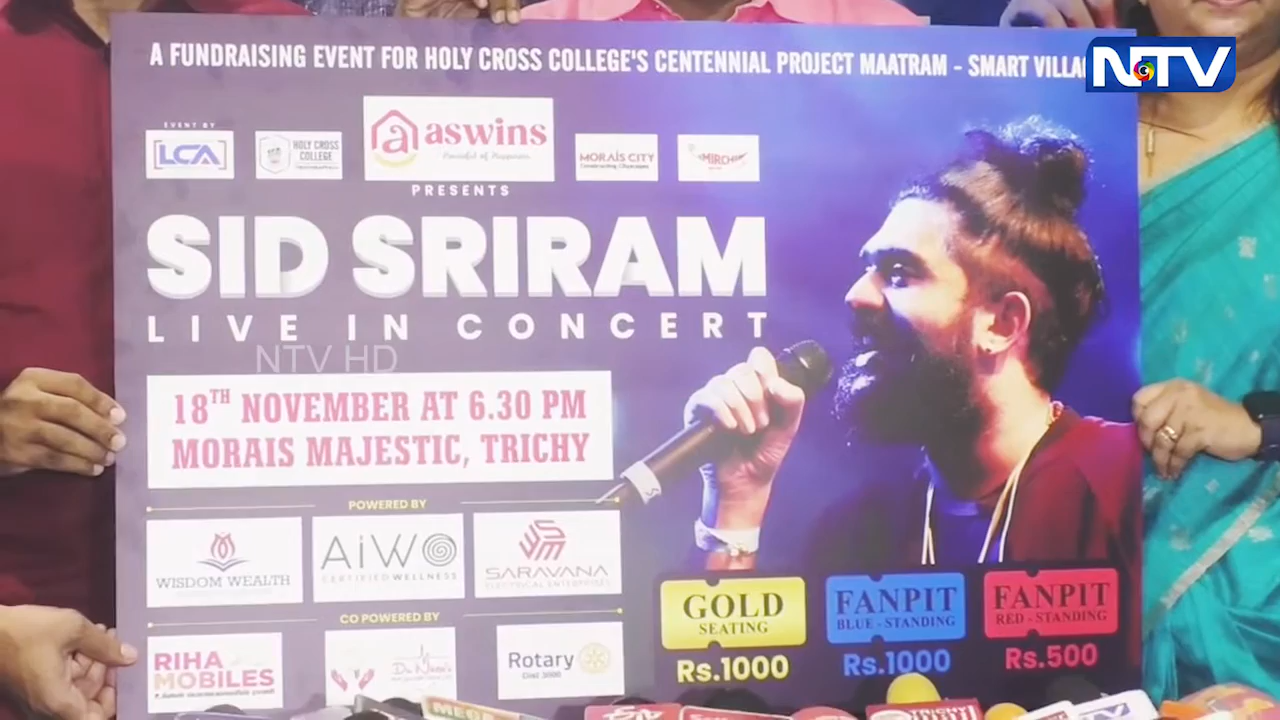 A FUNDRAISING EVENT FOR HOLY CROSS COLLEGE'S CENTENNIAL PROJECT MAATRAM - SMART VILLA
NTV
EVENT BY
LCA
HOLY CROSS
COLLEGE
aswins
MORAIS CITY
MIRCHI
PRESENTS
SID SRIRAM
LIVE IN CONCERT
NTV HD
18TH NOVEMBER AT 6.30 PM
MORAIS MAJESTIC, TRICHY
POWERED BY
WISDOM WEALTH
AiWO
CERTIFIED WELLNESS
SARAVANA
ELECTRICAL ENTERPRISES
CO POWERED BY
RIHA
MOBILES
Rotary
GOLD
SEATING
Rs.1000
FANPIT
BLUE - STANDING
Rs.1000
FANPIT
RED - STANDING
Rs.500
TRICHY